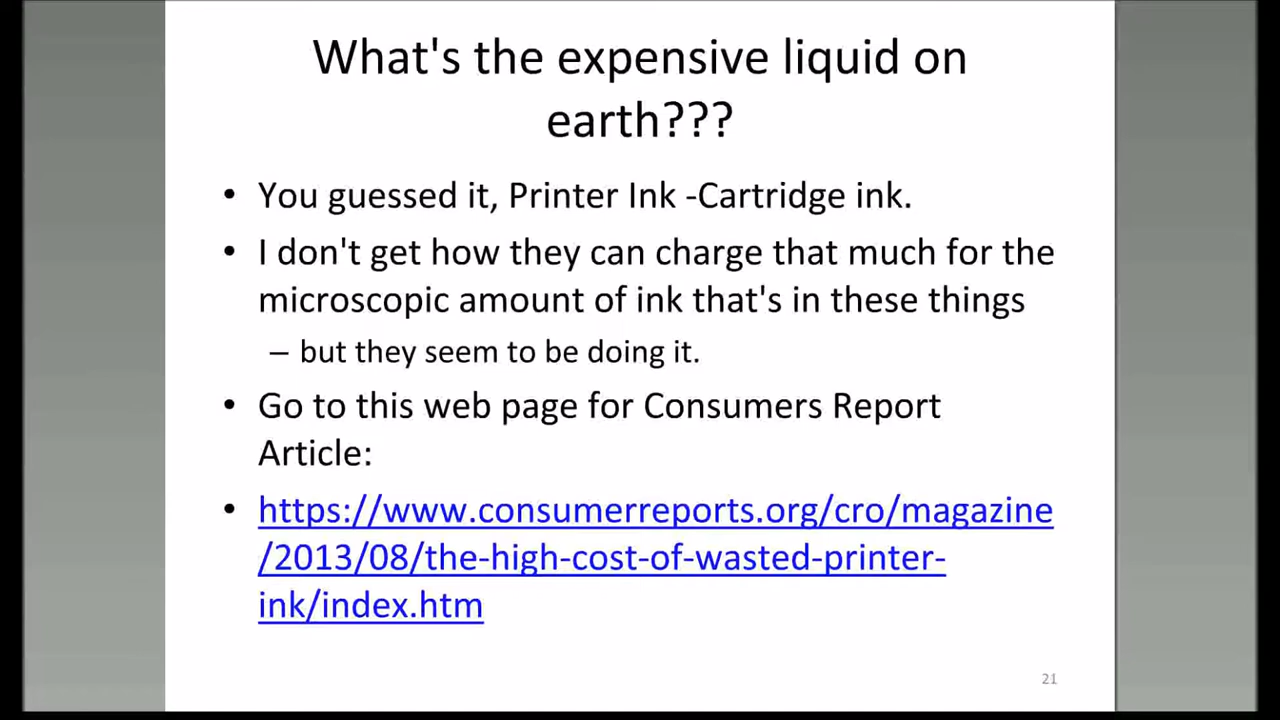 What's the expensive liquid on
earth???
• You guessed it, Printer Ink -Cartridge ink.
• I don't get how they can charge that much for the
microscopic amount of ink that's in these things
– but they seem to be doing it.
• Go to this web page for Consumers Report
Article:
• https://www.consumerreports.org/cro/magazine
/2013/08/the-high-cost-of-wasted-printer-
ink/index.htm
21